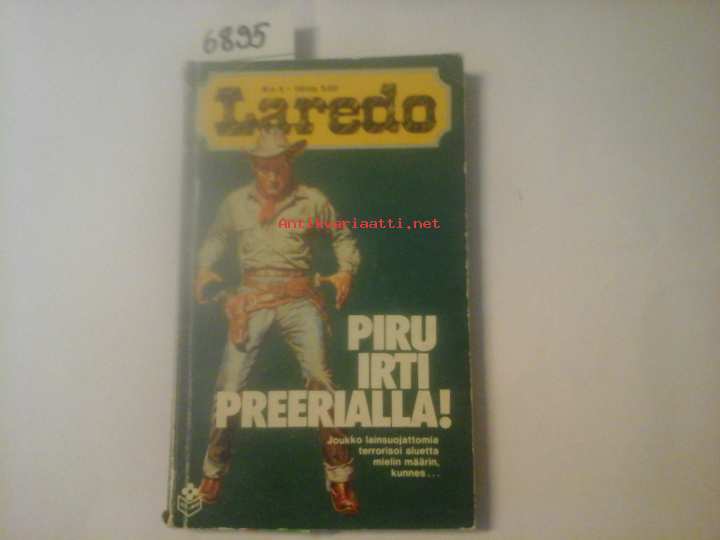 6895
Laredo
Antikvariaatti.net
PIRU
IRTI
PREERIALLA!
Joukko lainsuojattomia
terrorisoi aluetta
mielin määrin,
kunnes...